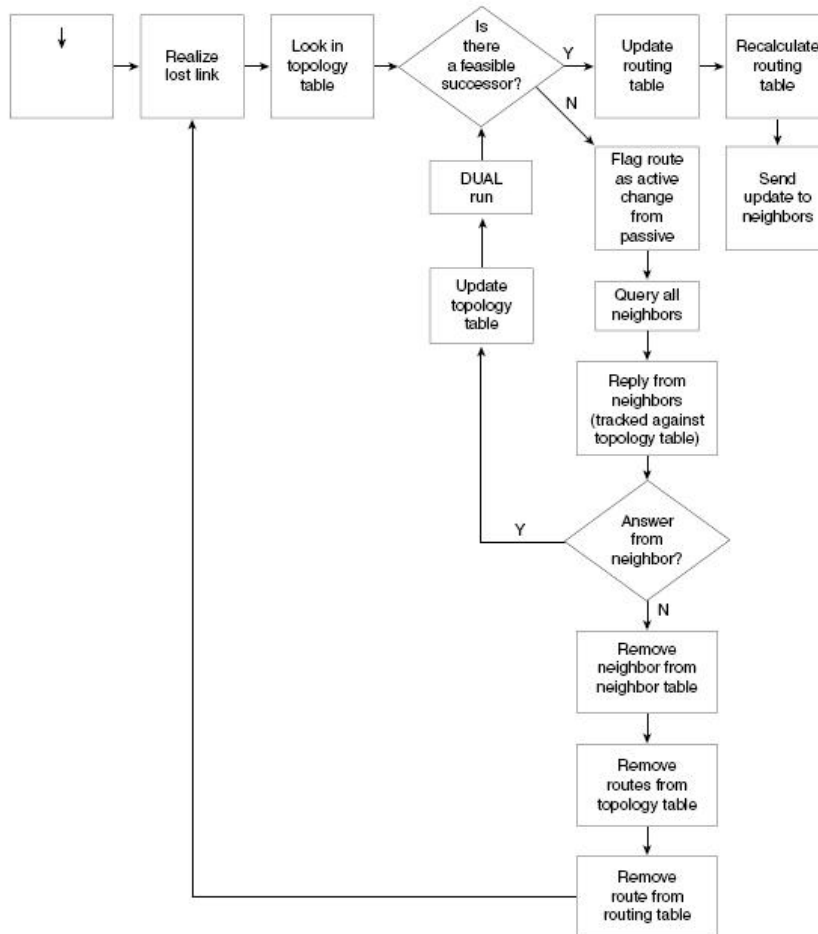 Realize
lost link
Look in
topology
table
Is
there
a feasible
successor?
Y
Update
routing
table
Recalculate
routing
table
N
DUAL
run
Flag route
as active
change
from
passive
Send
update to
neighbors
Update
topology
table
Query all
neighbors
Reply from
neighbors
(tracked against
topology table)
Y
Answer
from
neighbor?
N
Remove
neighbor from
neighbor table
Remove
routes from
topology table
Remove
route from
routing table